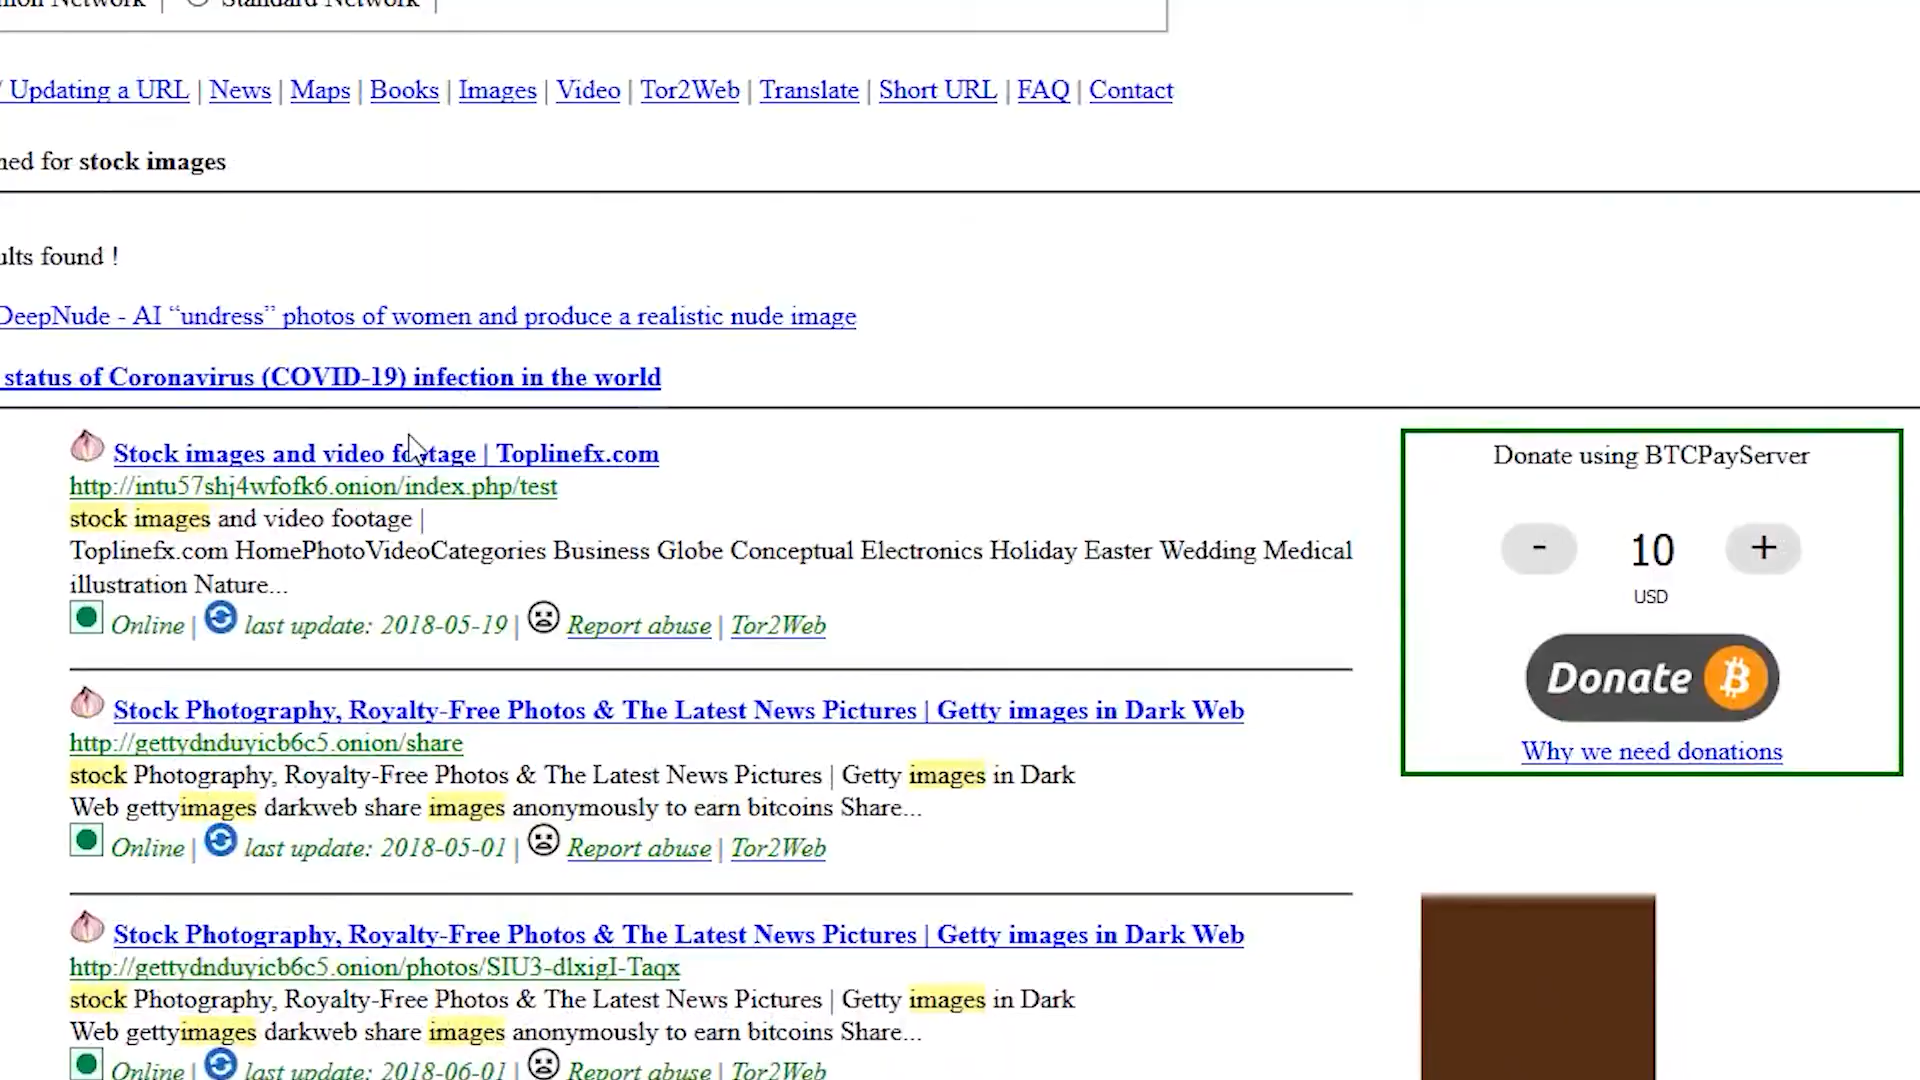 Standard Network |
/ Updating a URL | News | Maps | Books | Images | Video | Tor2Web | Translate | Short URL | FAQ | Contact
ned for stock images
ults found !
DeepNude - AI “undress” photos of women and produce a realistic nude image
status of Coronavirus (COVID-19) infection in the world
Stock images and video footage | Toplinefx.com
http://intu57shj4wfofk6.onion/index.php/test
stock images and video footage |
Toplinefx.com HomePhotoVideoCategories Business Globe Conceptual Electronics Holiday Easter Wedding Medical
illustration Nature...
Online | last update: 2018-05-19 | Report abuse | Tor2Web
Stock Photography, Royalty-Free Photos & The Latest News Pictures | Getty images in Dark Web
http://gettydnduyicb6c5.onion/share
stock Photography, Royalty-Free Photos & The Latest News Pictures | Getty images in Dark
Web gettyimages darkweb share images anonymously to earn bitcoins Share...
Online | last update: 2018-05-01 | Report abuse | Tor2Web
Stock Photography, Royalty-Free Photos & The Latest News Pictures | Getty images in Dark Web
http://gettydnduyicb6c5.onion/photos/SIU3-dlxigI-Taqx
stock Photography, Royalty-Free Photos & The Latest News Pictures | Getty images in Dark
Web gettyimages darkweb share images anonymously to earn bitcoins Share...
Online | last update: 2018-06-01 | Report abuse | Tor2Web
Donate using BTCPayServer
- 10 +
USD
Donate
Why we need donations